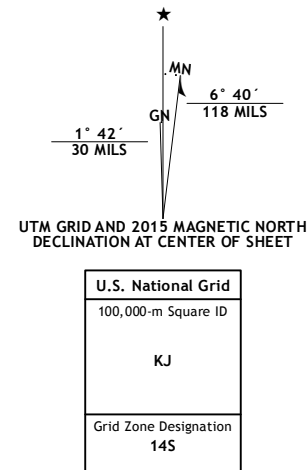 ★
MN
GN
6° 40´
118 MILS
1° 42´
30 MILS
UTM GRID AND 2015 MAGNETIC NORTH
DECLINATION AT CENTER OF SHEET
U.S. National Grid
100,000-m Square ID
KJ
Grid Zone Designation
14S